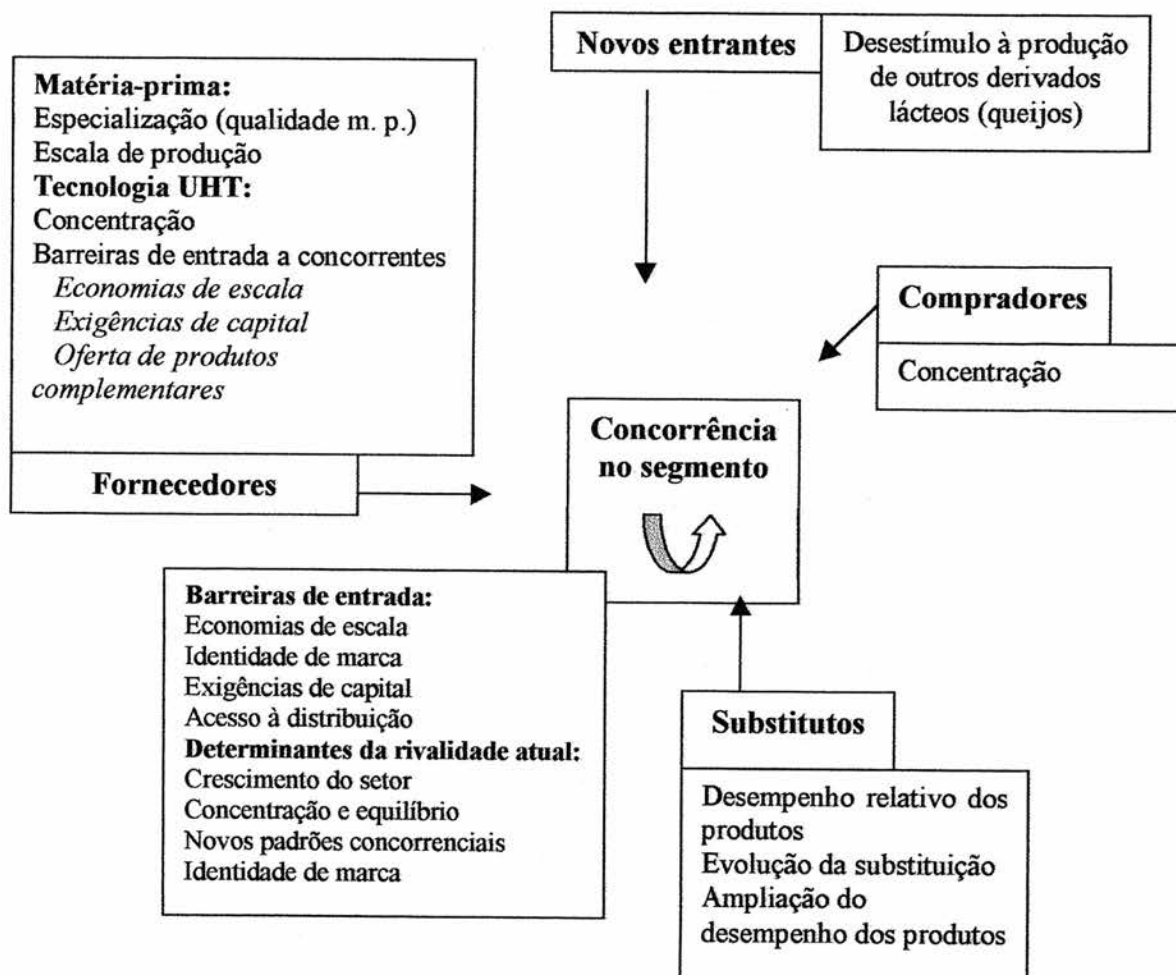 Novos entrantes
Desestímulo à produção
de outros derivados
lácteos (queijos)
Matéria-prima:
Especialização (qualidade m. p.)
Escala de produção
Tecnologia UHT:
Concentração
Barreiras de entrada a concorrentes
Economias de escala
Exigências de capital
Oferta de produtos
complementares
Fornecedores
Compradores
Concentração
Concorrência
no segmento
Barreiras de entrada:
Economias de escala
Identidade de marca
Exigências de capital
Acesso à distribuição
Determinantes da rivalidade atual:
Crescimento do setor
Concentração e equilíbrio
Novos padrões concorrenciais
Identidade de marca
Substitutos
Desempenho relativo dos
produtos
Evolução da substituição
Ampliação do
desempenho dos produtos